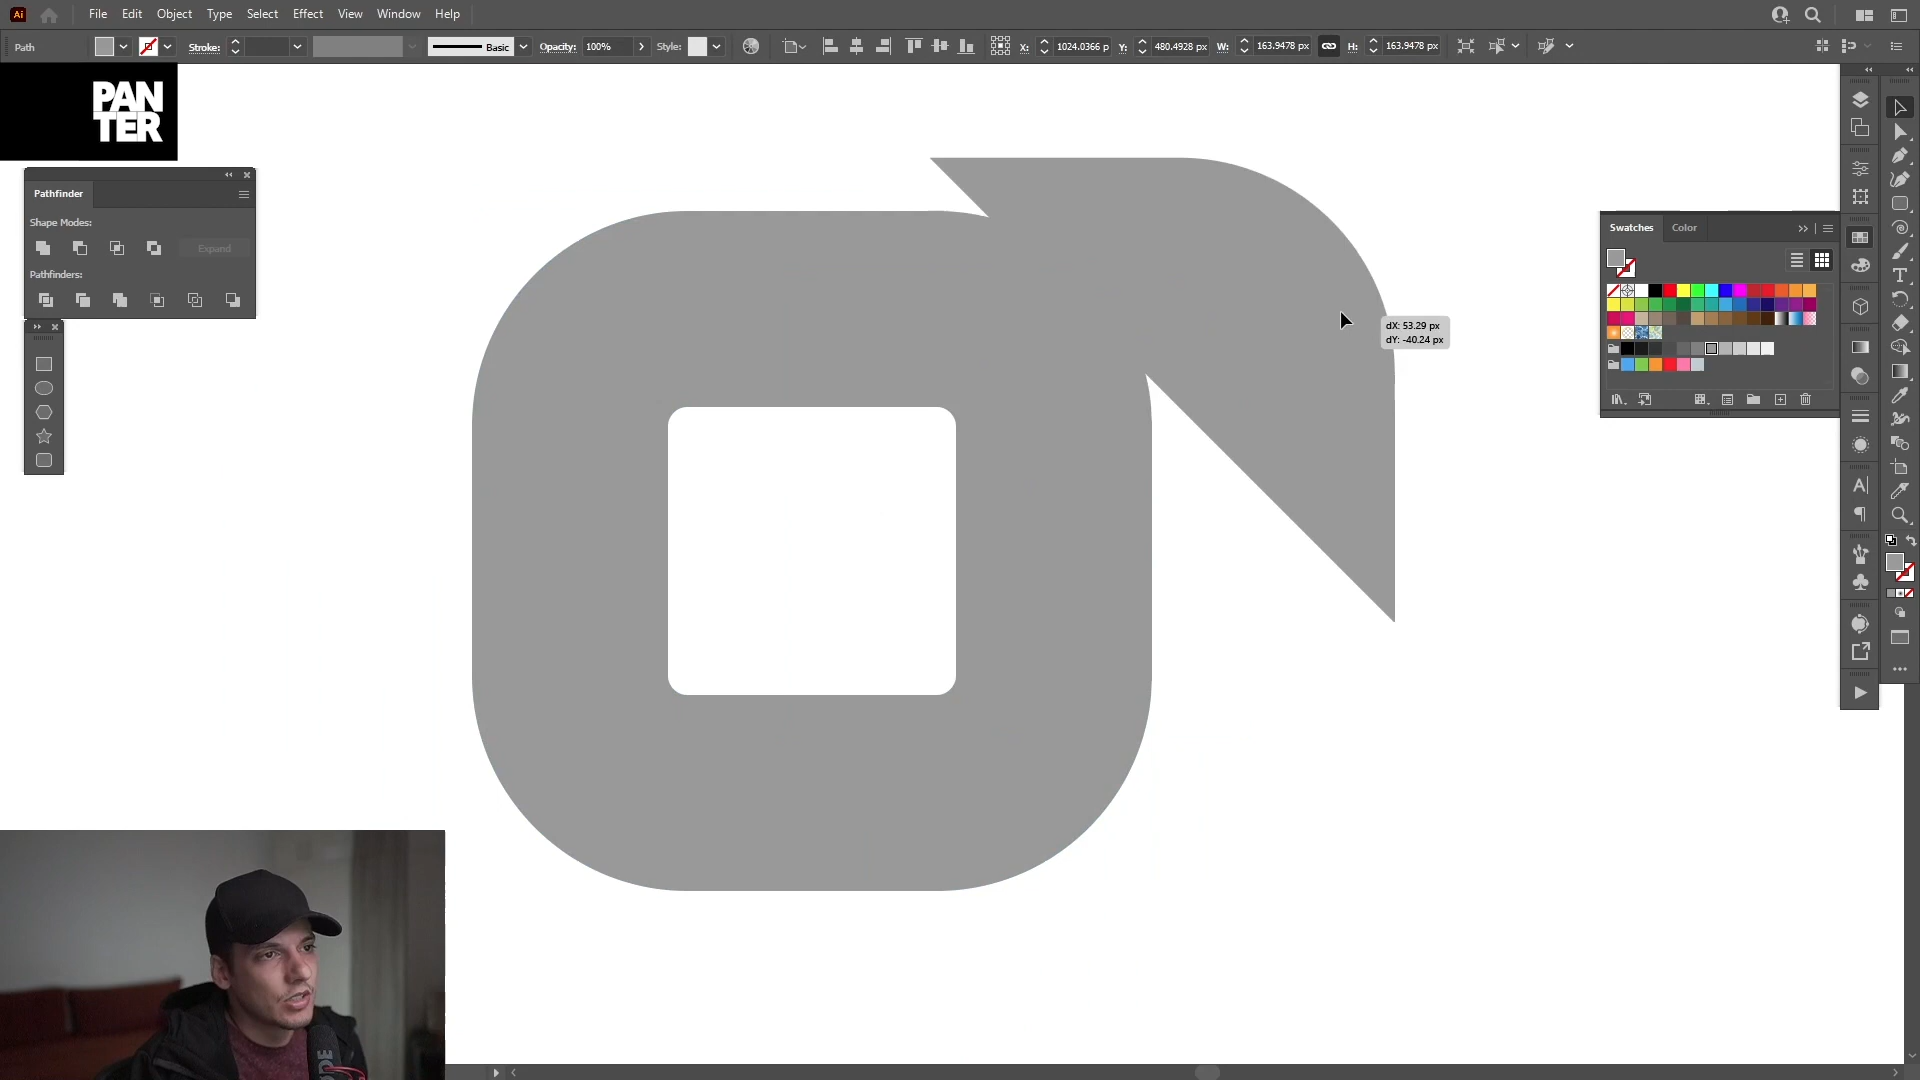 Ai File Edit Object Type Select Effect View Window Help
Path Stroke: Basic Opacity: 100% Style: X: 1024.0366 p Y: 480.4928 px W: 163.9478 px H: 163.9478 px
PAN
TER
Pathfinder
Shape Modes:
Expand
Pathfinders:
Swatches Color
dX: 53.29 px
dY: -40.24 px